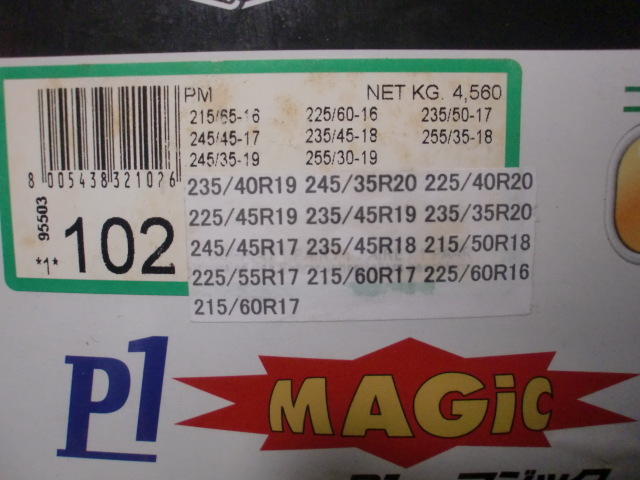 PM NET KG. 4,560
215/65-16 225/60-16 235/50-17
245/45-17 235/45-18 255/35-18
245/35-19 255/30-19
8 005438 321076
95503
*1* 102
235/40R19 245/35R20 225/40R20
225/45R19 235/45R19 235/35R20
245/45R17 235/45R18 215/50R18
225/55R17 215/60R17 225/60R16
215/60R17
P1 MAGiC